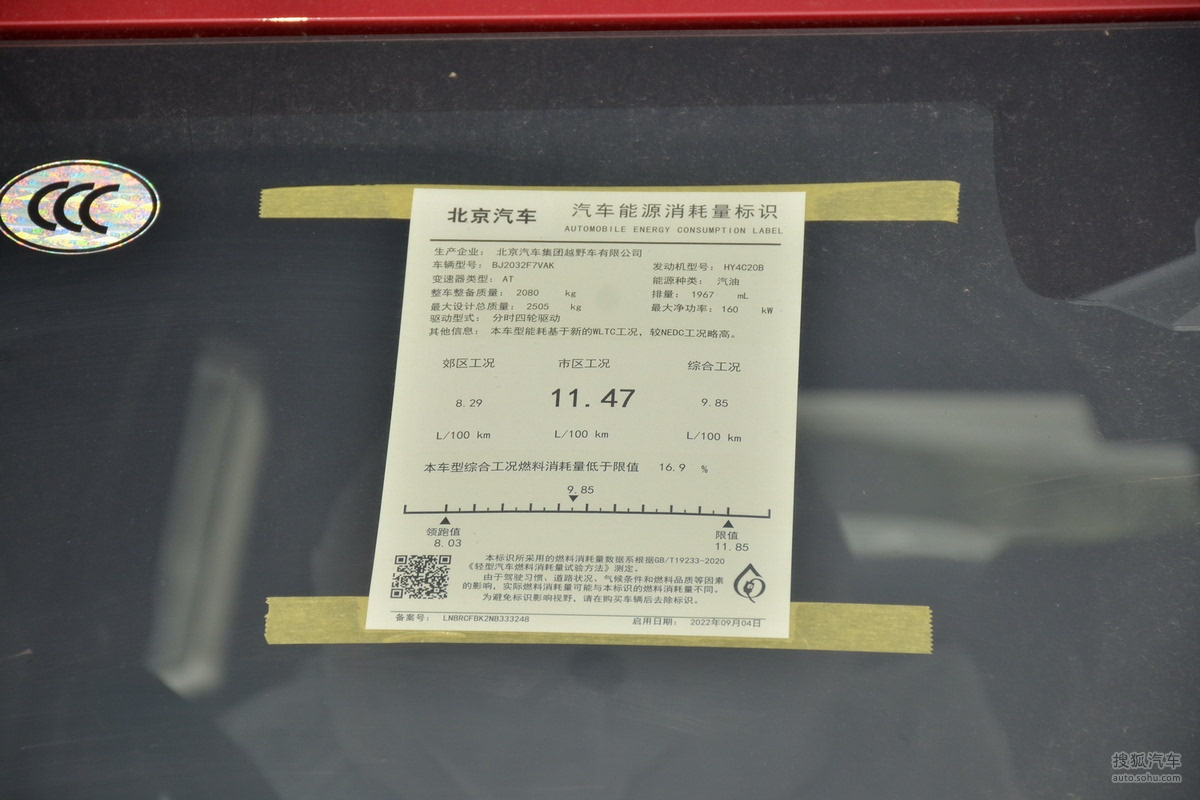 CCC
北京汽车 汽车能源消耗量标识
AUTOMOBILE ENERGY CONSUMPTION LABEL
生产企业： 北京汽车集团越野车有限公司
车辆型号： BJ2032F7VAK 发动机型号： HY4C20B
变速器类型： AT 能源种类： 汽油
整车整备质量： 2080 kg 排量： 1967 mL
最大设计总质量： 2505 kg 最大净功率：160 kW
驱动型式： 分时四轮驱动
其他信息： 本车型能耗基于新的WLTC工况，较NEDC工况略高。
郊区工况 市区工况 综合工况
8.29 11.47 9.85
L/100 km L/100 km L/100 km
本车型综合工况燃料消耗量低于限值 16.9 %
9.85
领跑值 限值
8.03 11.85
本标识所采用的燃料消耗量数据系根据GB/T19233-2020
《轻型汽车燃料消耗量试验方法》测定。
由于驾驶习惯、道路状况、气候条件和燃料品质等因素
的影响，实际燃料消耗量可能与本标识的燃料消耗量不同。
为避免标识影响视野，请在购买车辆后去除标识。
备案号： LNBRCFBK2NB333248 启用日期： 2022年09月04日
搜狐汽车
auto.sohu.com